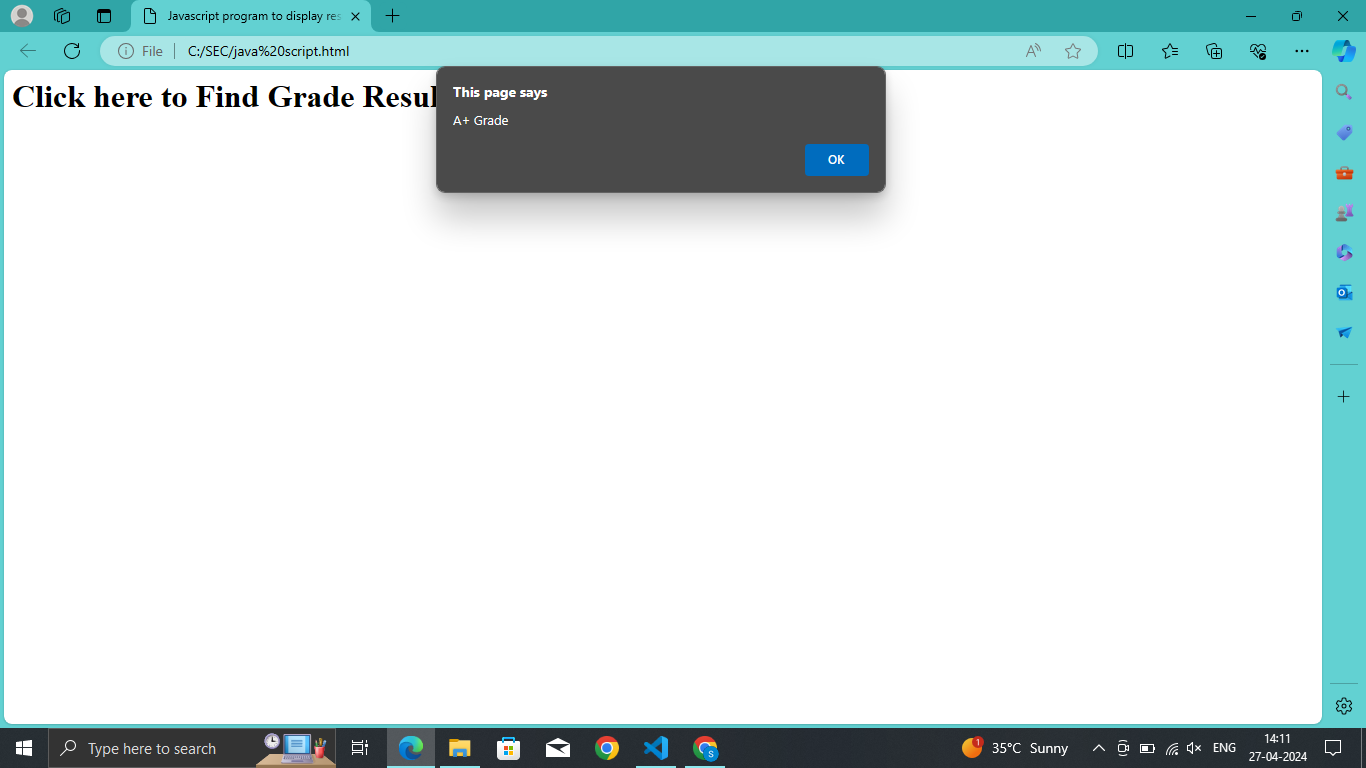 Javascript program to display res
File
C:/SEC/java%20script.html
Click here to Find Grade Resul
This page says
A+ Grade
OK
Type here to search
1
35°C Sunny
ENG
14:11
27-04-2024
S